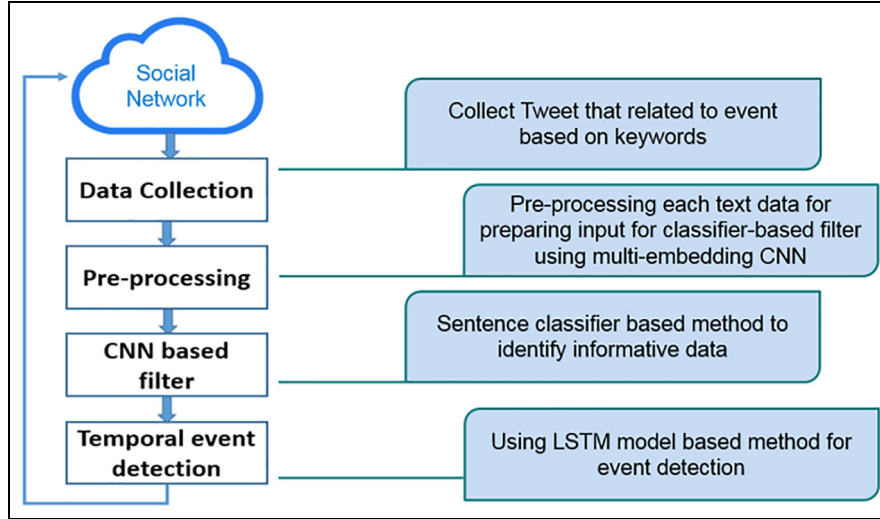 Social
Network
Collect Tweet that related to event
based on keywords
Data Collection
Pre-processing each text data for
preparing input for classifier-based filter
using multi-embedding CNN
Pre-processing
Sentence classifier based method to
identify informative data
CNN based
filter
Using LSTM model based method for
event detection
Temporal event
detection